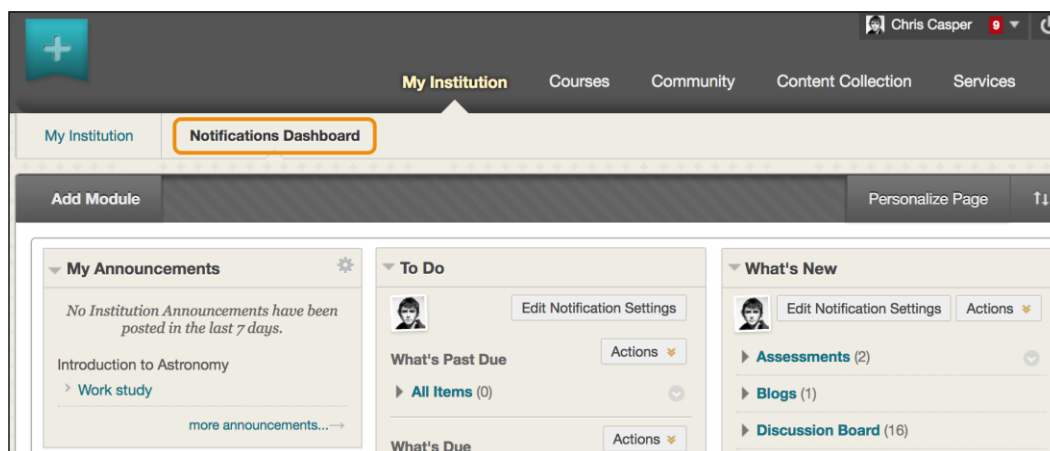 Chris Casper 9
My Institution Courses Community Content Collection Services
My Institution Notifications Dashboard
Add Module Personalize Page
My Announcements
No Institution Announcements have been
posted in the last 7 days.
Introduction to Astronomy
Work study
more announcements...→
To Do
Edit Notification Settings
What's Past Due Actions
All Items (0)
What's Due Actions
What's New
Edit Notification Settings Actions
Assessments (2)
Blogs (1)
Discussion Board (16)